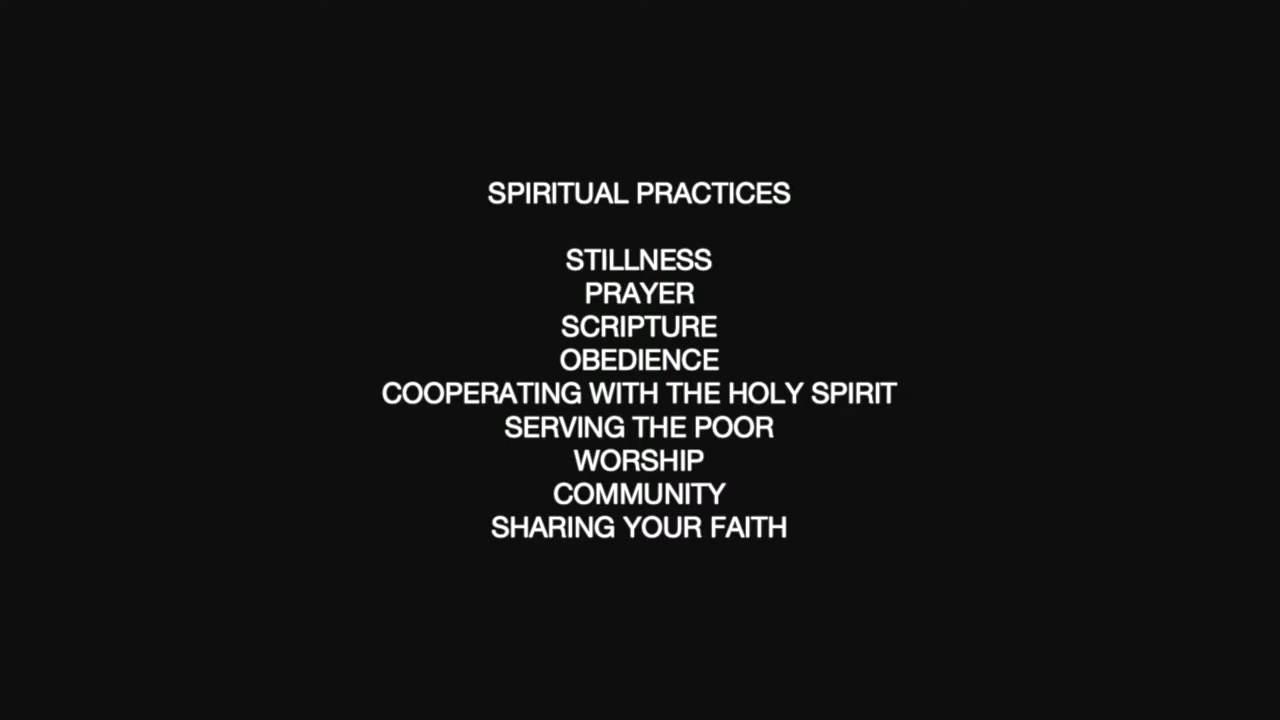 SPIRITUAL PRACTICES
STILLNESS
PRAYER
SCRIPTURE
OBEDIENCE
COOPERATING WITH THE HOLY SPIRIT
SERVING THE POOR
WORSHIP
COMMUNITY
SHARING YOUR FAITH